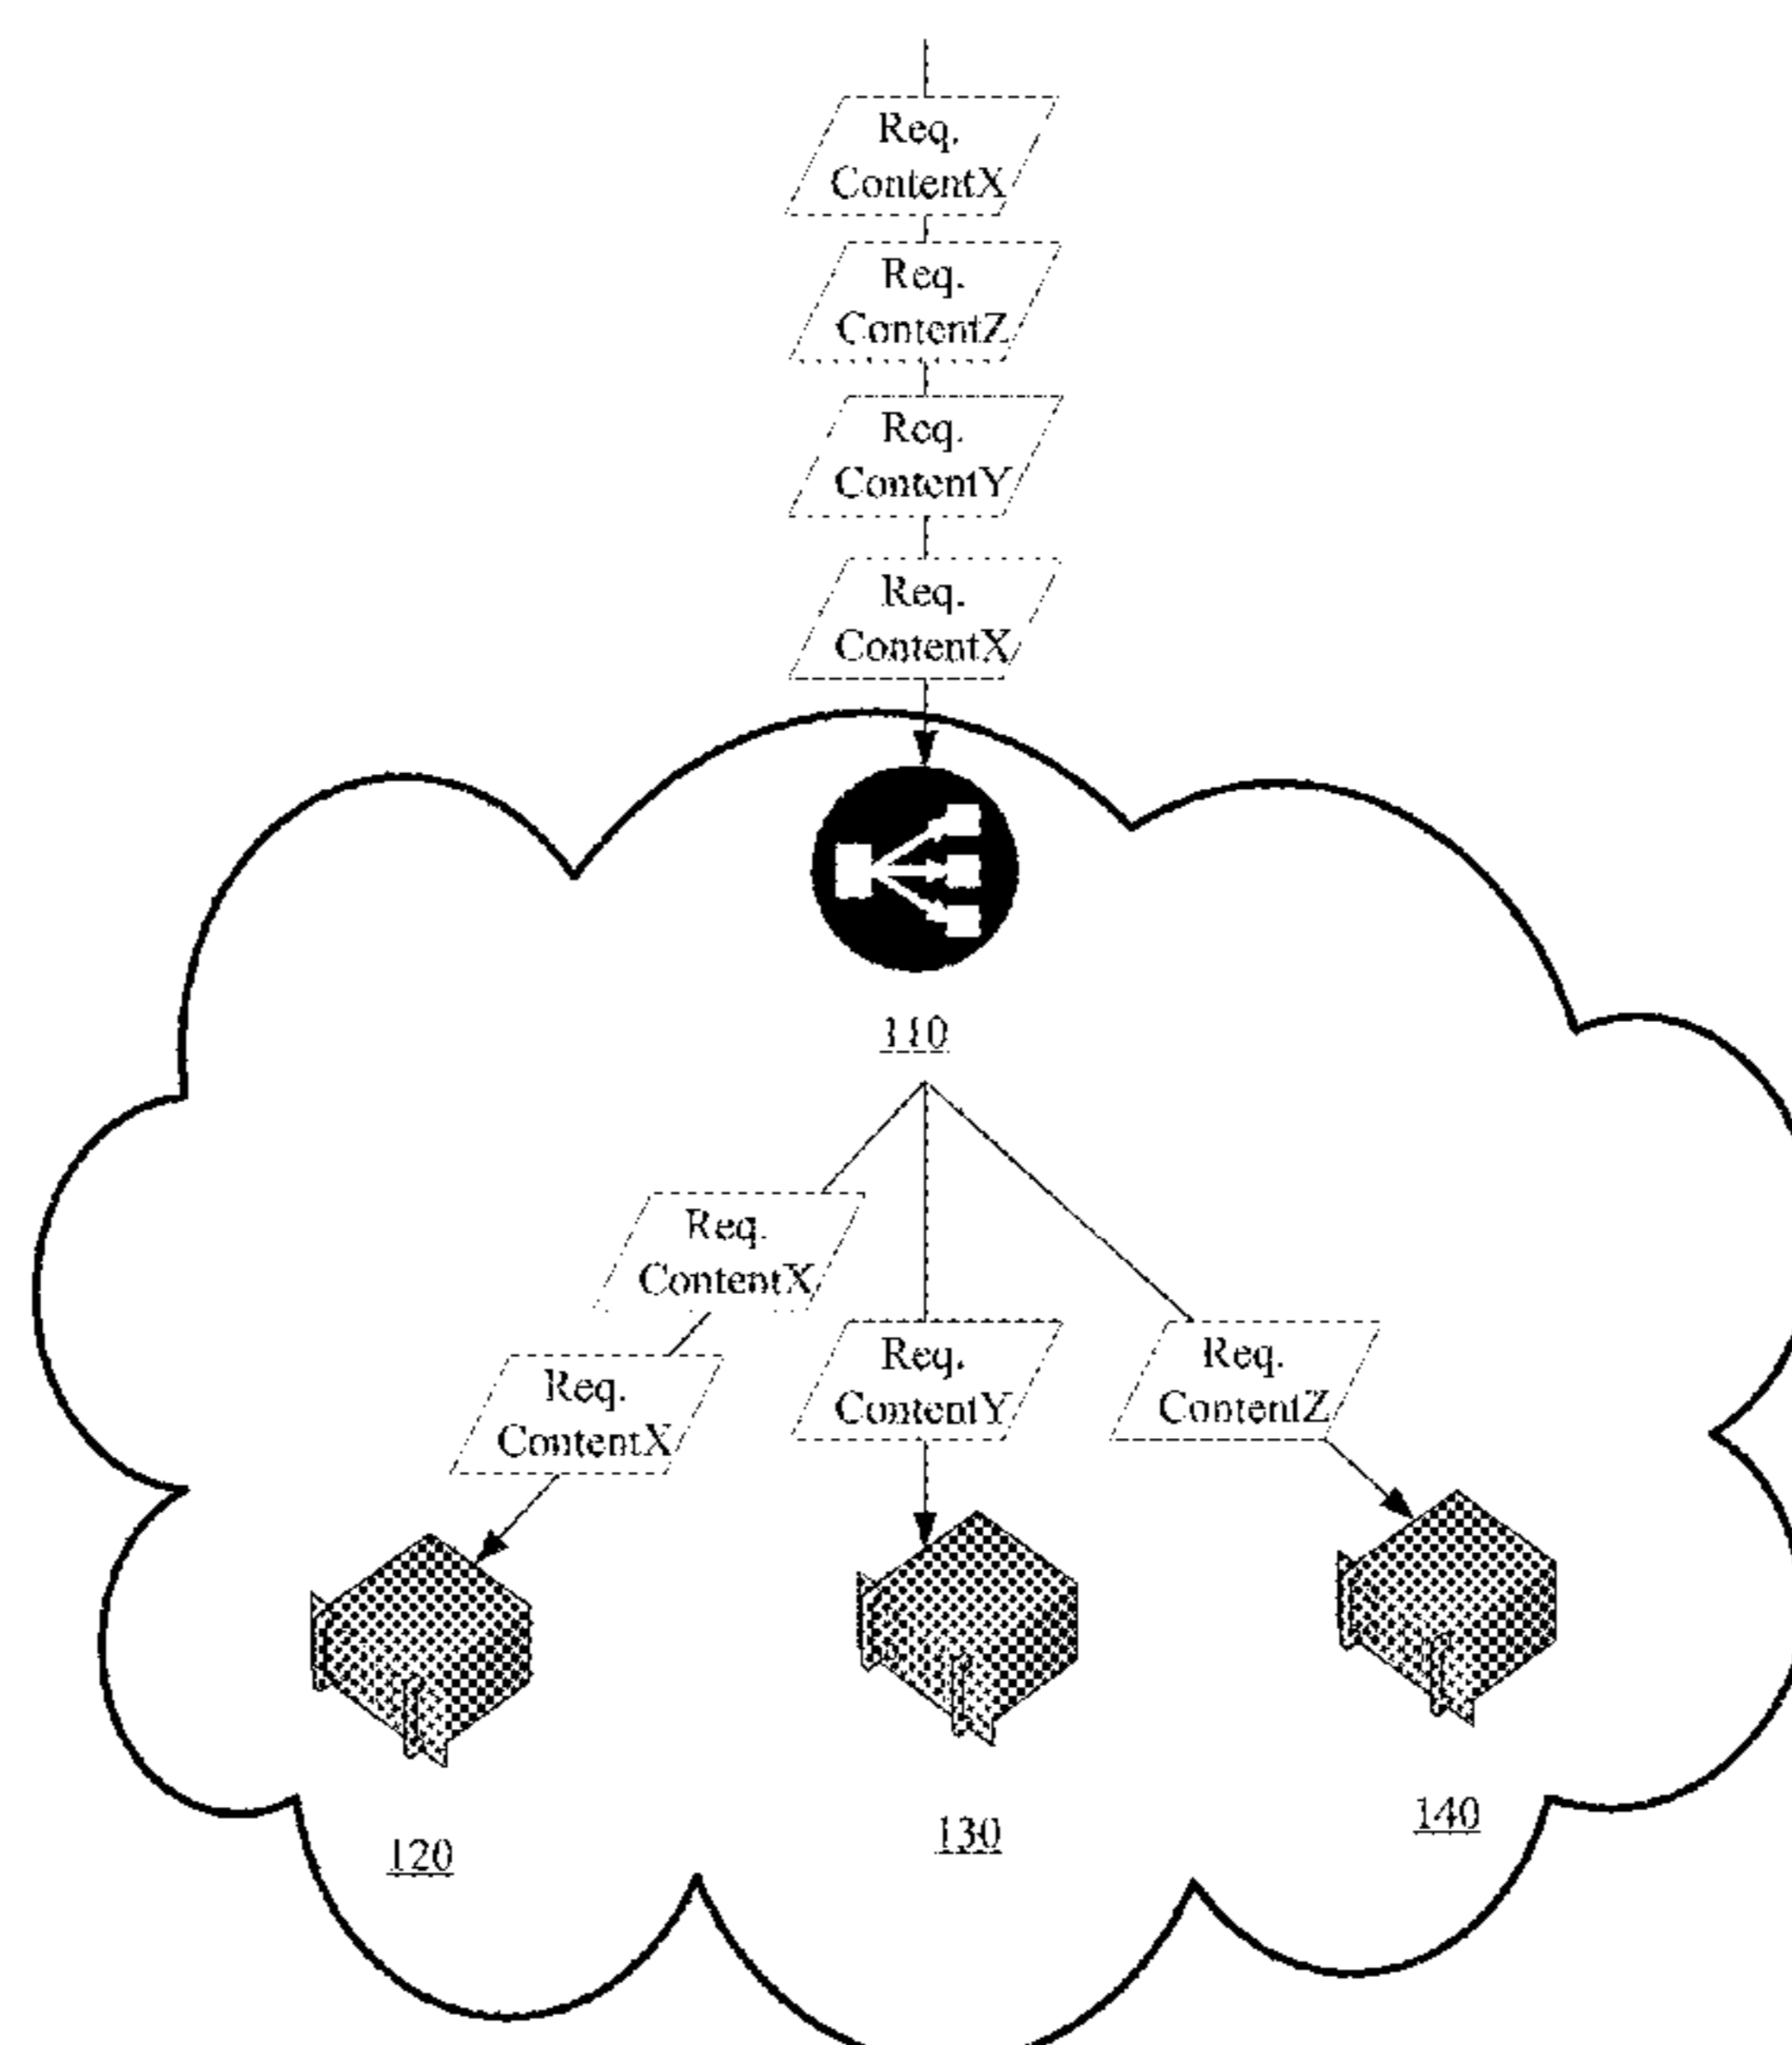 Req.
ContentX
Req.
ContentZ
Req.
ContentY
Req.
ContentX
110
Req.
ContentX
Req.
ContentX
Req.
ContentY
Req.
ContentZ
120
130
140